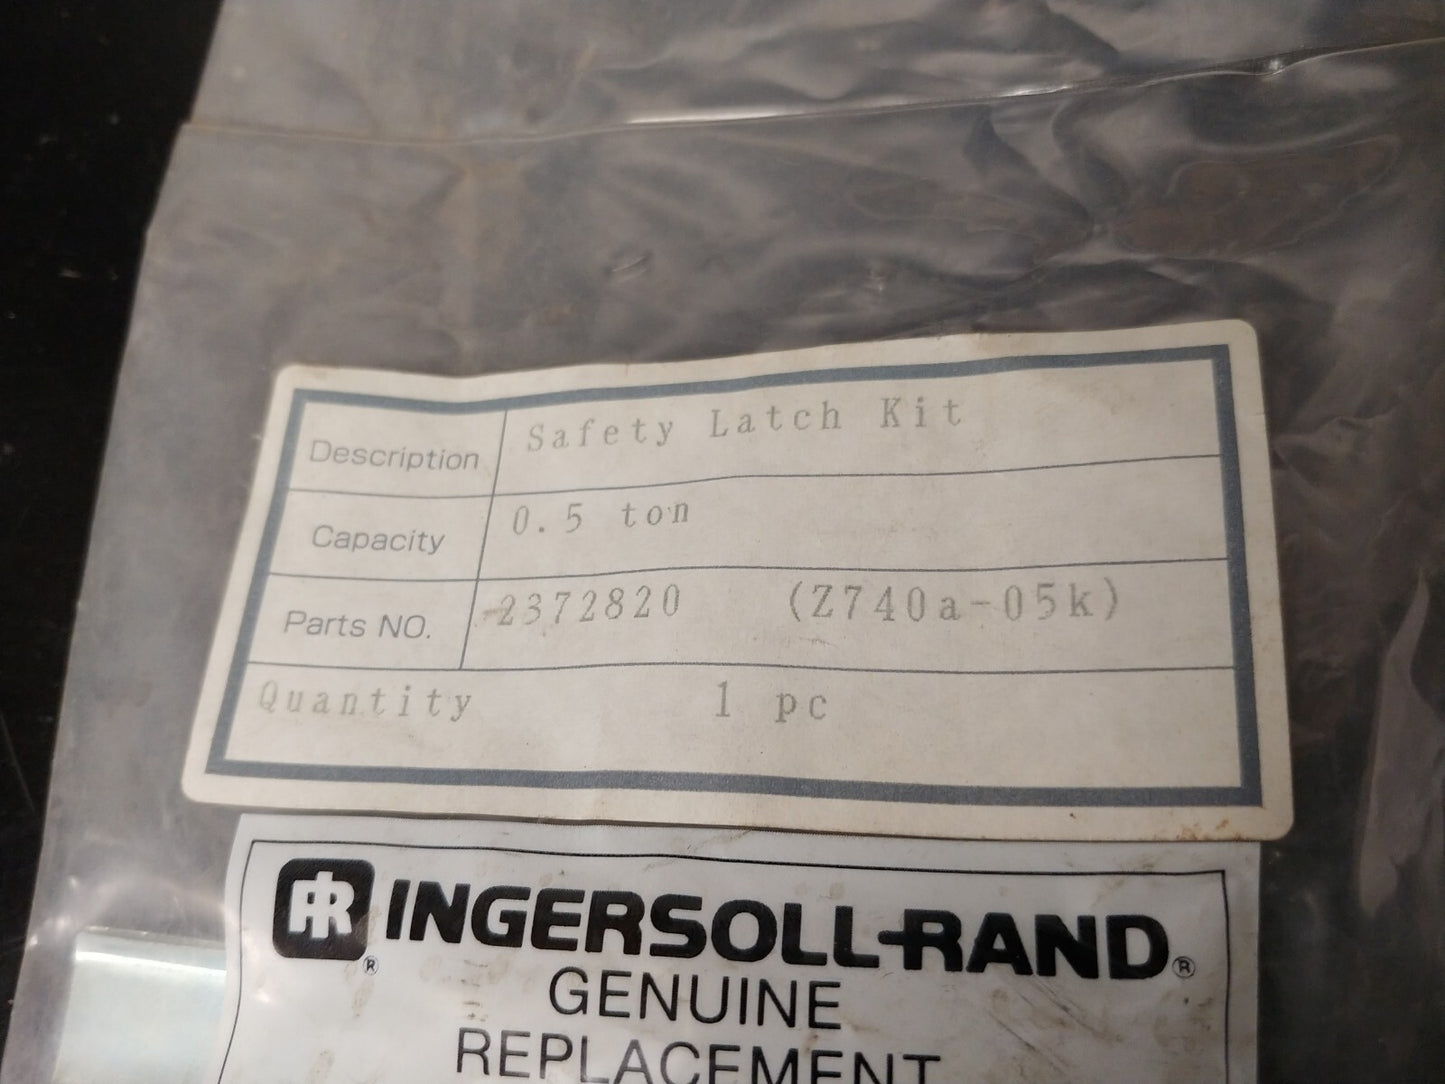 Description Safety Latch Kit
Capacity 0.5 ton
Parts NO. 2372820 (Z740a-05k)
Quantity 1 pc
IR INGERSOLL-RAND®
®
GENUINE
REPLACEMENT